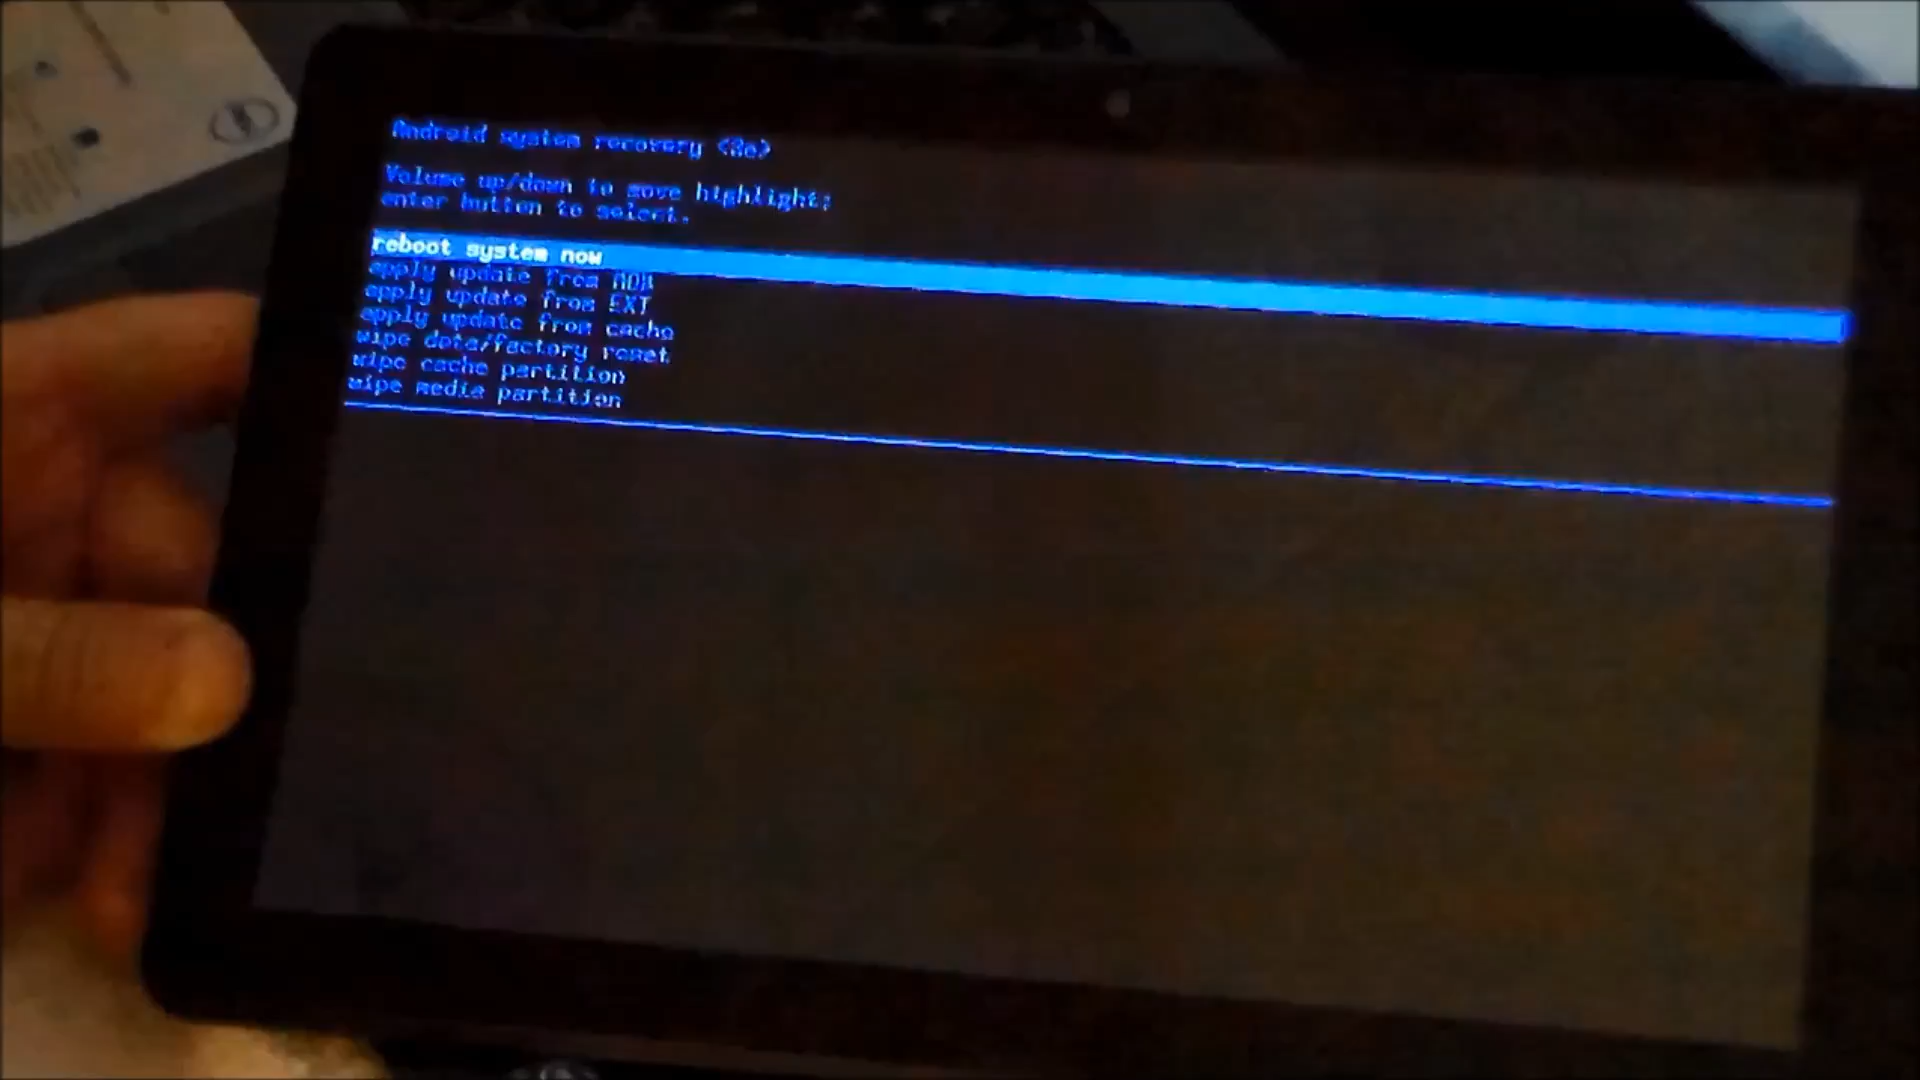 Android system recovery <3e>
Volume up/down to move highlight;
enter button to select.
reboot system now
apply update from ADB
apply update from EXT
apply update from cache
wipe data/factory reset
wipe cache partition
wipe media partition